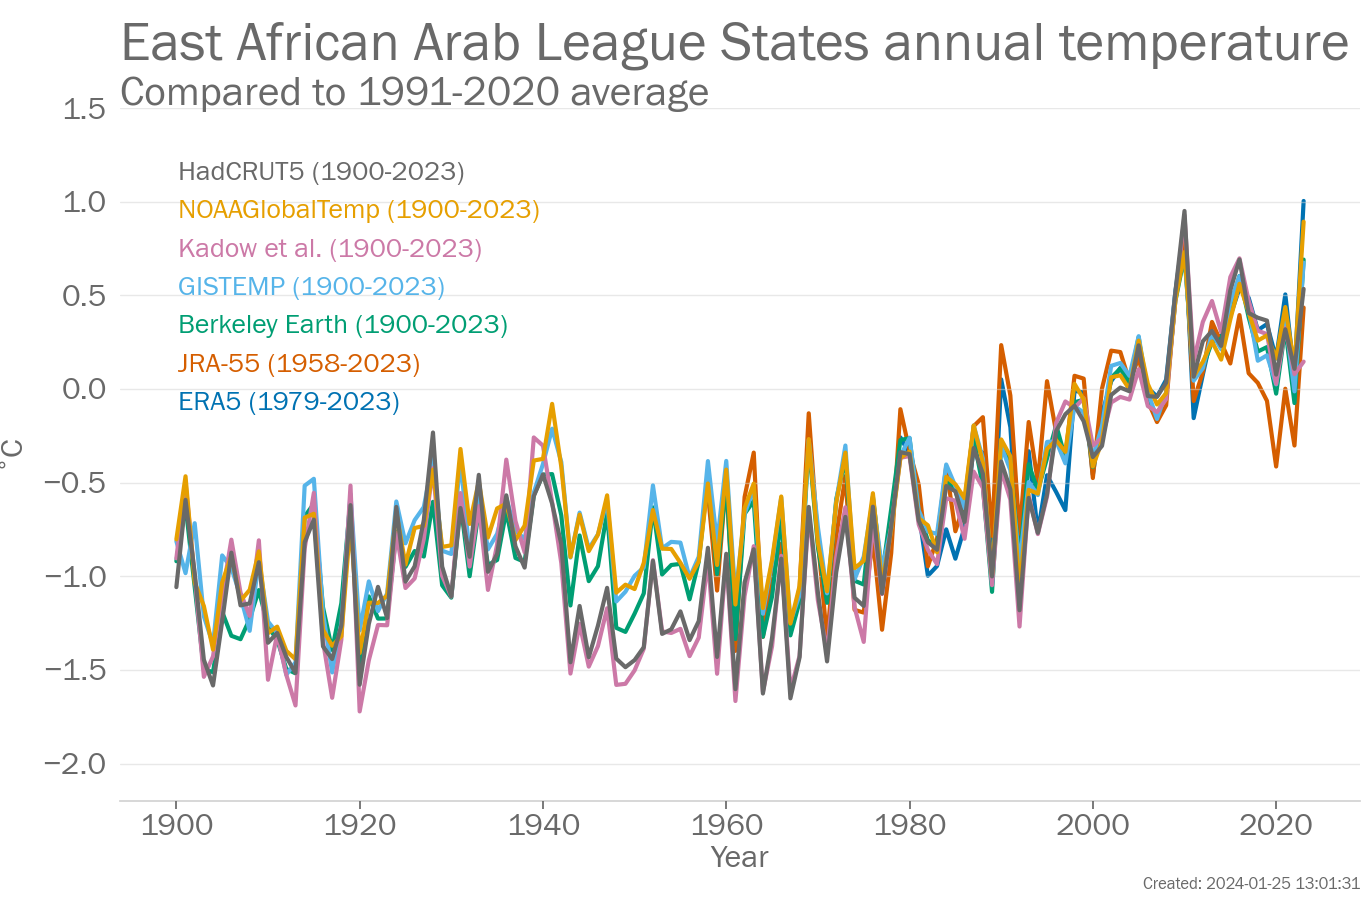 East African Arab League States annual temperature
Compared to 1991-2020 average
1.5
HadCRUT5 (1900-2023)
1.0
NOAAGlobalTemp (1900-2023)
Kadow et al. (1900-2023)
GISTEMP (1900-2023)
0.5
Berkeley Earth (1900-2023)
JRA-55 (1958-2023)
0.0
ERA5 (1979-2023)
°C
−0.5
−1.0
−1.5
−2.0
1900 1920 1940 1960 1980 2000 2020
Year
Created: 2024-01-25 13:01:31